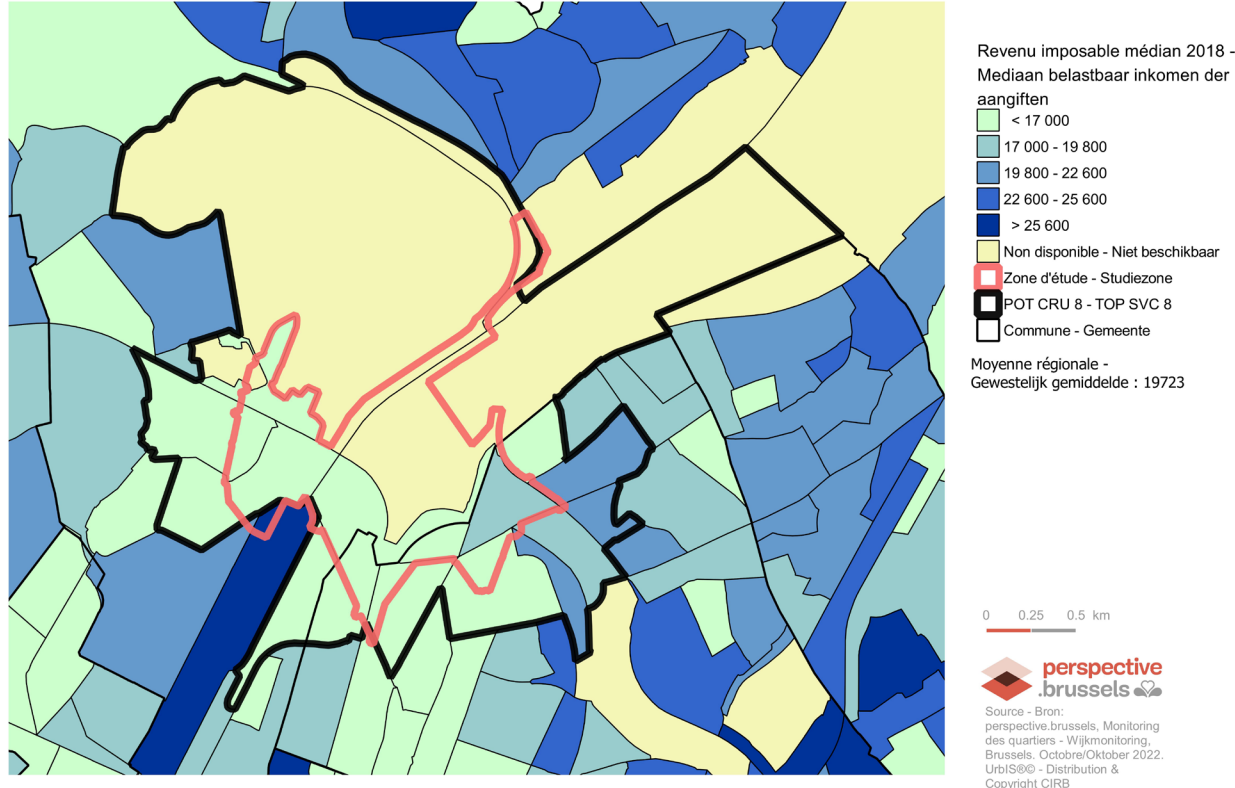 Revenu imposable médian 2018 -
Mediaan belastbaar inkomen der
aangiften
< 17 000
17 000 - 19 800
19 800 - 22 600
22 600 - 25 600
> 25 600
Non disponible - Niet beschikbaar
Zone d'étude - Studiezone
POT CRU 8 - TOP SVC 8
Commune - Gemeente
Moyenne régionale -
Gewestelijk gemiddelde : 19723
0 0.25 0.5 km
perspective
.brussels
Source - Bron:
perspective.brussels, Monitoring
des quartiers - Wijkmonitoring,
Brussels. Octobre/Oktober 2022.
UrbIS®© - Distribution &
Copyright CIRB